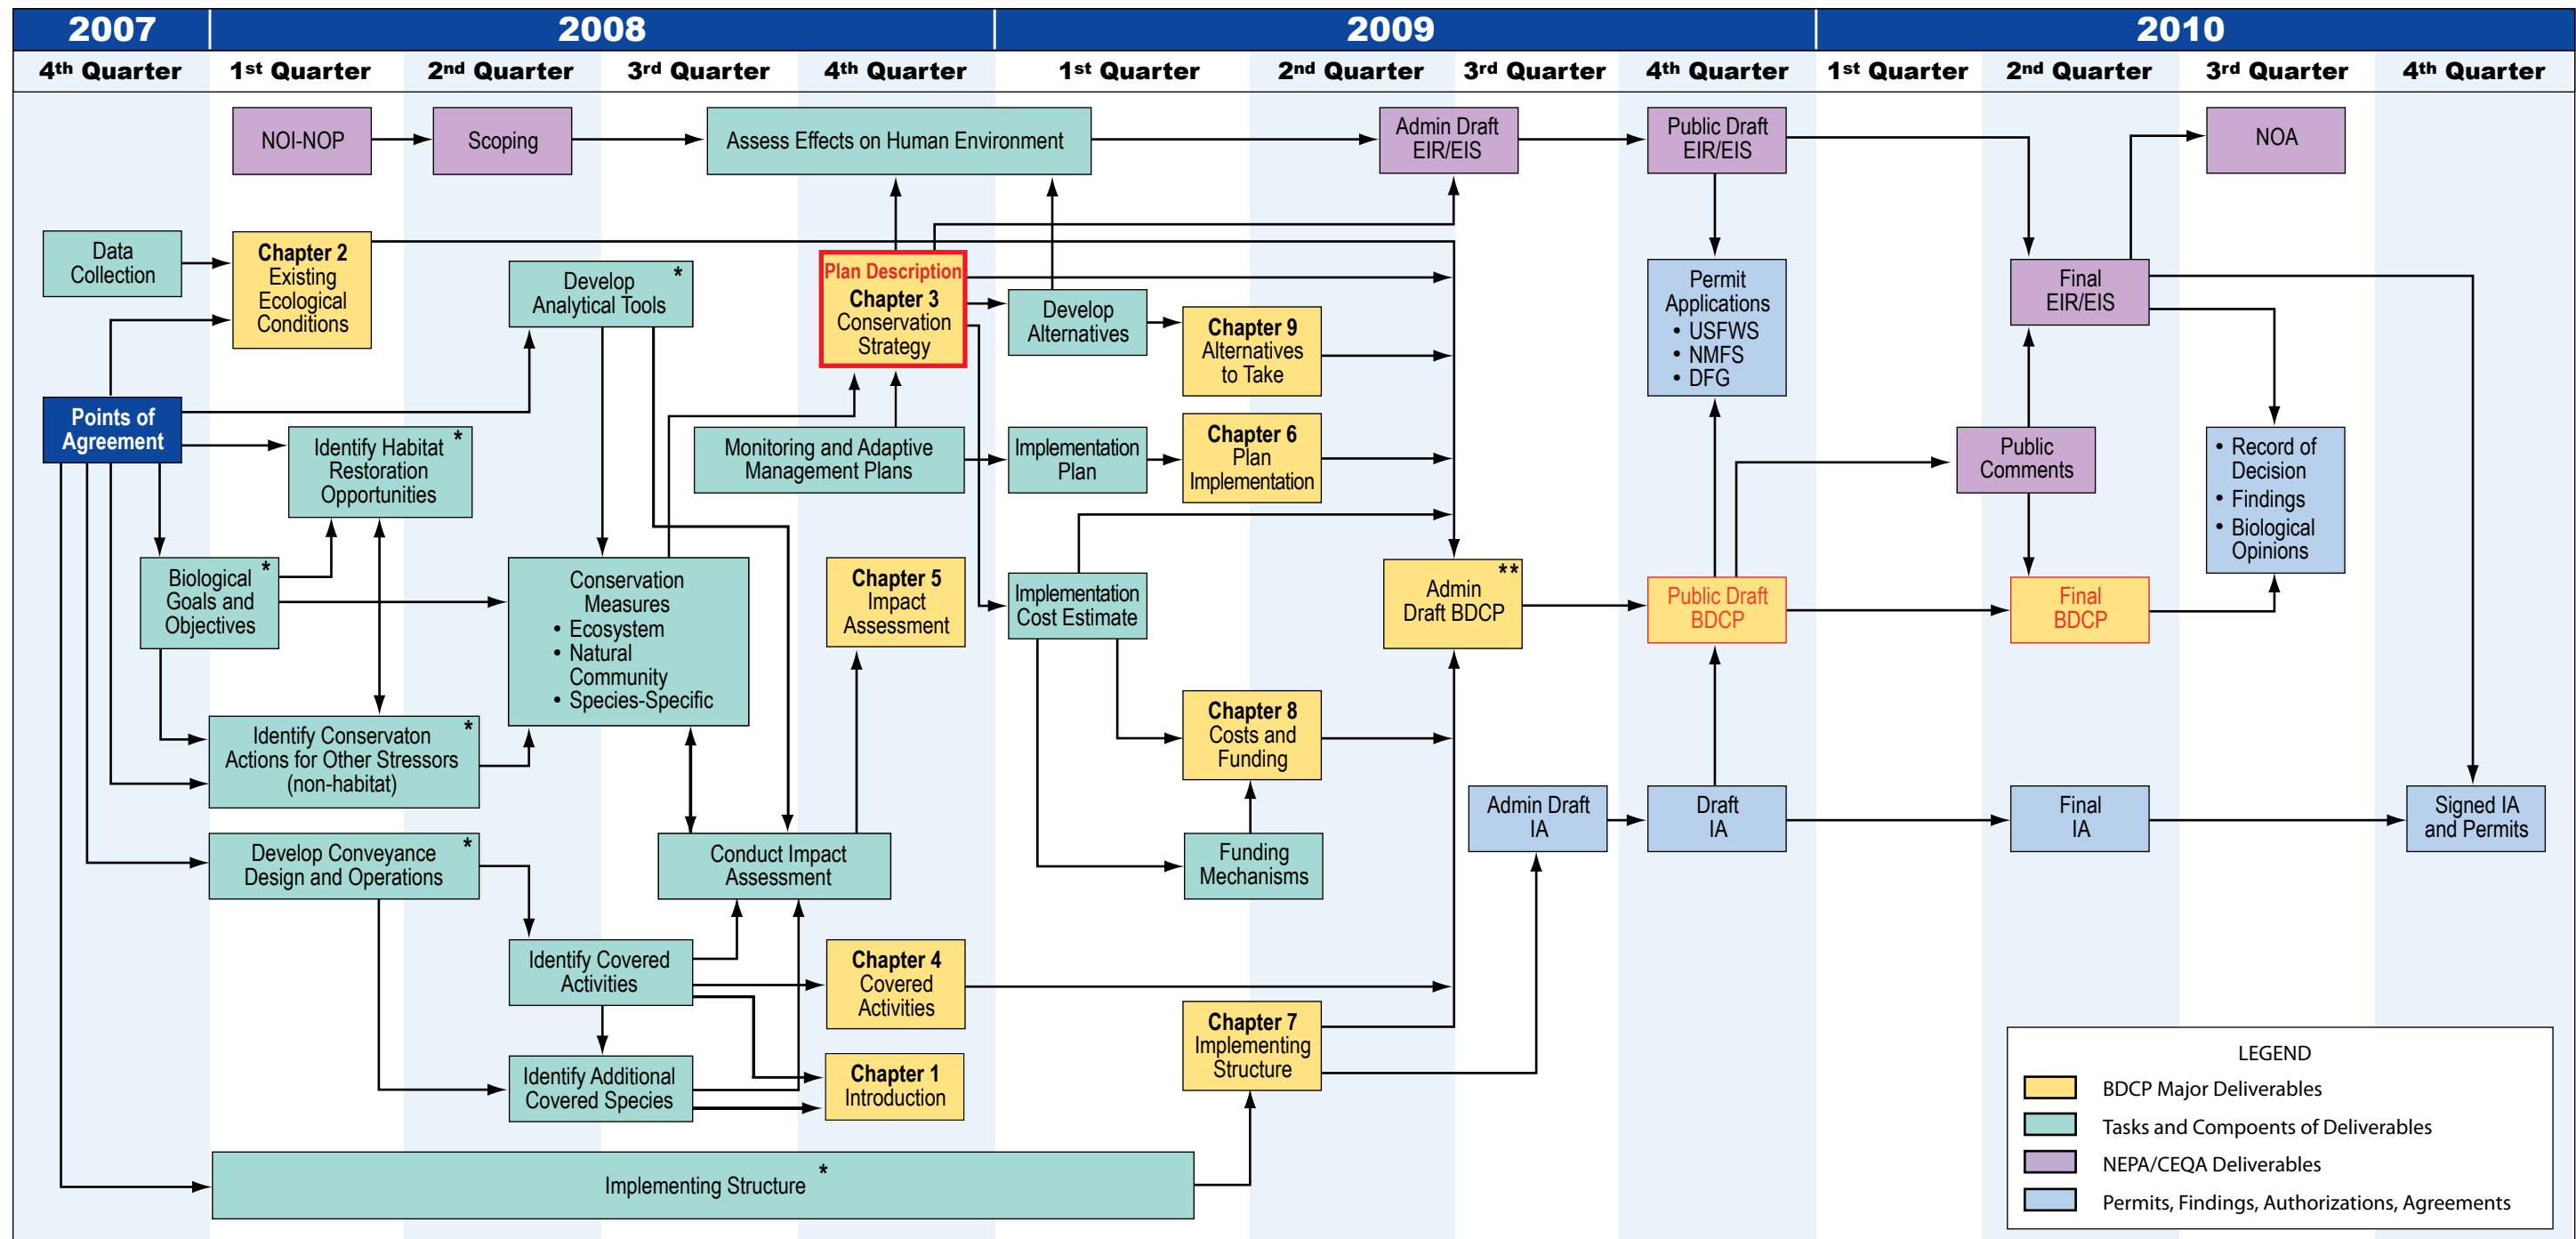 2007
2008
2009
2010
4th Quarter
1st Quarter
2nd Quarter
3rd Quarter
4th Quarter
1st Quarter
2nd Quarter
3rd Quarter
4th Quarter
1st Quarter
2nd Quarter
3rd Quarter
4th Quarter
NOI-NOP
Scoping
Assess Effects on Human Environment
Admin Draft
EIR/EIS
Public Draft
EIR/EIS
NOA
Data
Collection
Chapter 2
Existing
Ecological
Conditions
Develop
Analytical Tools
*
Plan Description
Chapter 3
Conservation
Strategy
Develop
Alternatives
Chapter 9
Alternatives
to Take
Permit
Applications
• USFWS
• NMFS
• DFG
Final
EIR/EIS
Points of
Agreement
Identify Habitat
Restoration
Opportunities
*
Monitoring and Adaptive
Management Plans
Implementation
Plan
Chapter 6
Plan
Implementation
Public
Comments
• Record of
Decision
• Findings
• Biological
Opinions
Biological
Goals and
Objectives
*
Conservation
Measures
• Ecosystem
• Natural
Community
• Species-Specific
Chapter 5
Impact
Assessment
Implementation
Cost Estimate
Admin
Draft BDCP
**
Public Draft
BDCP
Final
BDCP
Identify Conservaton
Actions for Other Stressors
(non-habitat)
*
Chapter 8
Costs and
Funding
Admin Draft
IA
Draft
IA
Final
IA
Signed IA
and Permits
Develop Conveyance
Design and Operations
*
Conduct Impact
Assessment
Funding
Mechanisms
Identify Covered
Activities
Chapter 4
Covered
Activities
Chapter 7
Implementing
Structure
Identify Additional
Covered Species
Chapter 1
Introduction
Implementing Structure
*
LEGEND
BDCP Major Deliverables
Tasks and Compoents of Deliverables
NEPA/CEQA Deliverables
Permits, Findings, Authorizations, Agreements